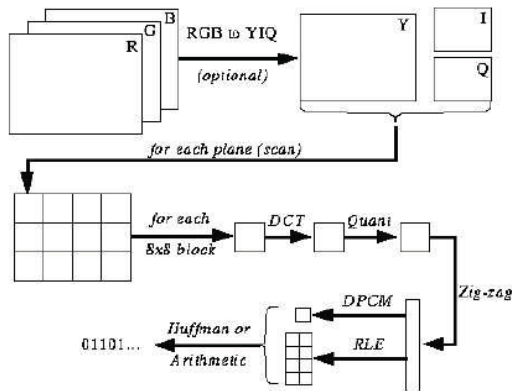 B
G
R
RGB to YIQ
(optional)
Y
I
Q
for each plane (scan)
for each
8x8 block
DCT
Quant
Zig-zag
DPCM
RLE
Huffman or
Arithmetic
01101...